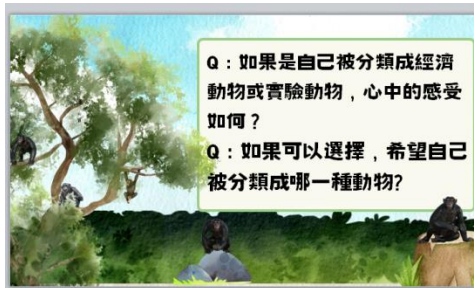 Q：如果是自己被分類成經濟
動物或實驗動物，心中的感受
如何？
Q：如果可以選擇，希望自己
被分類成哪一種動物?